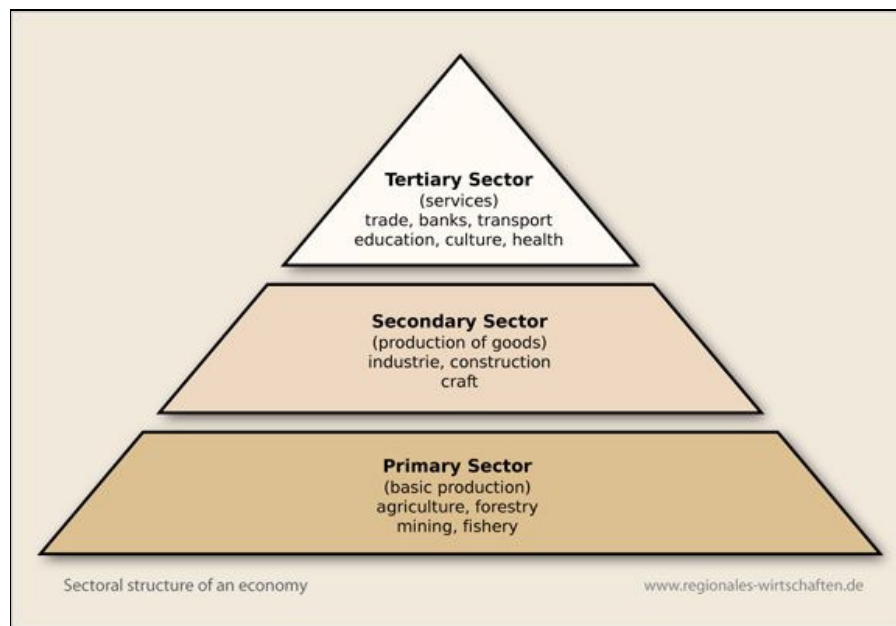 Tertiary Sector
(services)
trade, banks, transport
education, culture, health
Secondary Sector
(production of goods)
industrie, construction
craft
Primary Sector
(basic production)
agriculture, forestry
mining, fishery
Sectoral structure of an economy
www.regionales-wirtschaften.de